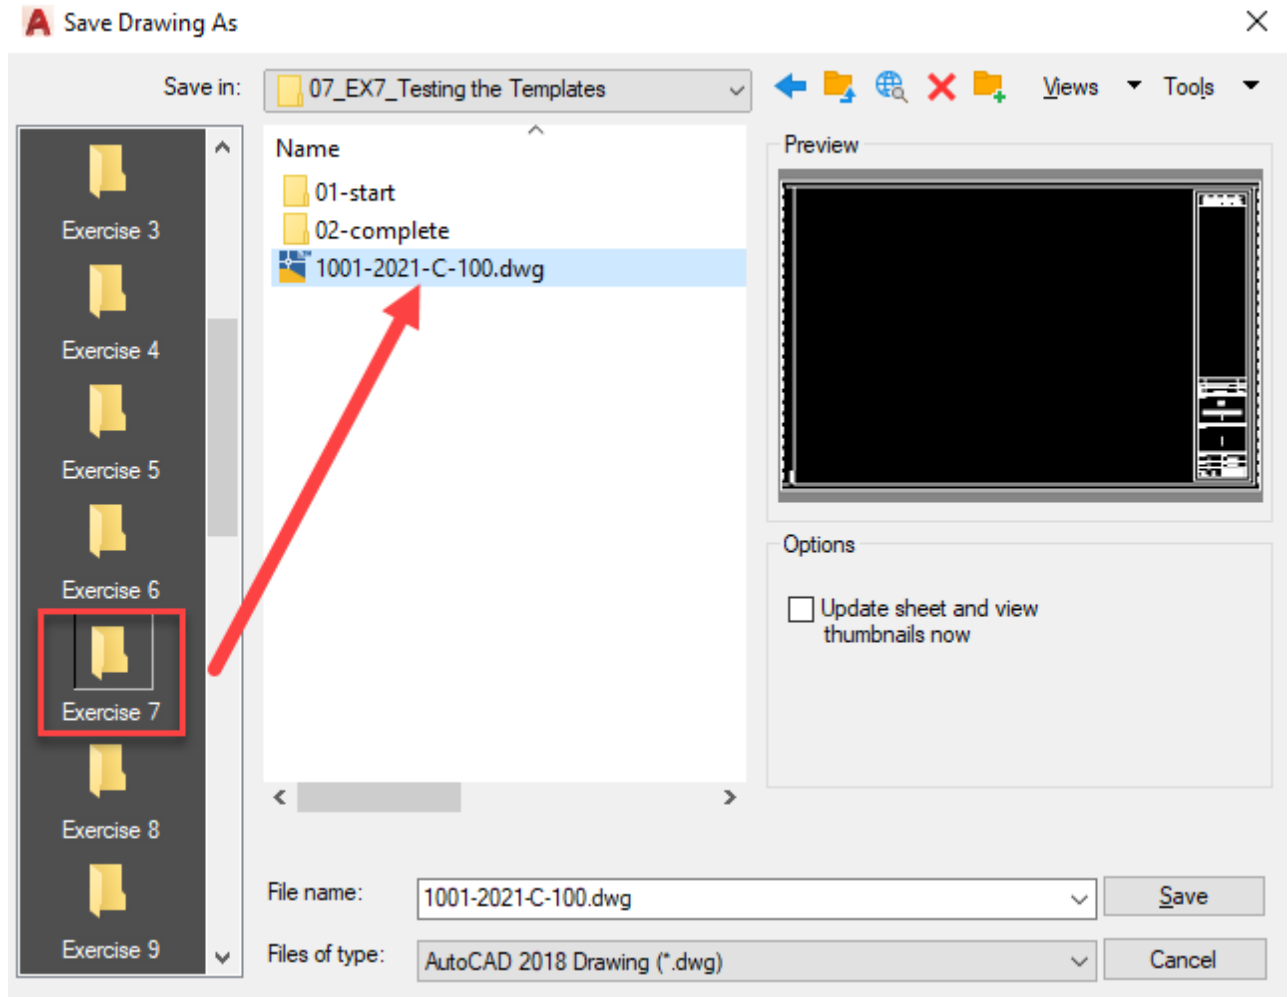 Save Drawing As
Save in:
07_EX7_Testing the Templates
Views
Tools
Exercise 3
Exercise 4
Exercise 5
Exercise 6
Exercise 7
Exercise 8
Exercise 9
Name
01-start
02-complete
1001-2021-C-100.dwg
Preview
Options
Update sheet and view
thumbnails now
File name:
1001-2021-C-100.dwg
Save
Files of type:
AutoCAD 2018 Drawing (*.dwg)
Cancel